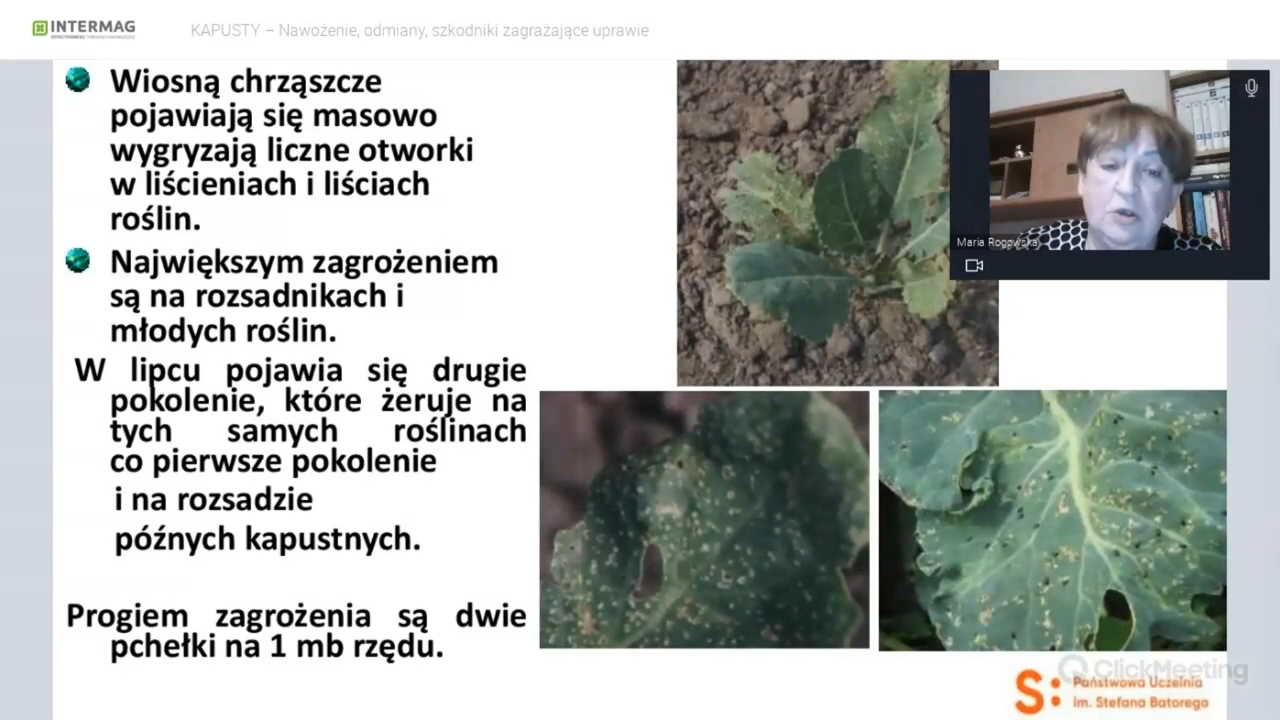 INTERMAG
KAPUSTY – Nawożenie, odmiany, szkodniki zagrażające uprawie
Wiosną chrząszcze
pojawiają się masowo
wygryzają liczne otworki
w liścieniach i liściach
roślin.
Największym zagrożeniem
są na rozsadnikach i
młodych roślin.
W lipcu pojawia się drugie
pokolenie, które żeruje na
tych samych roślinach
co pierwsze pokolenie
i na rozsadzie
późnych kapustnych.
Progiem zagrożenia są dwie
pchełki na 1 mb rzędu.
Maria Rogowska
ClickMeeting
S:
Państwowa Uczelnia
Im. Stefana Batorego